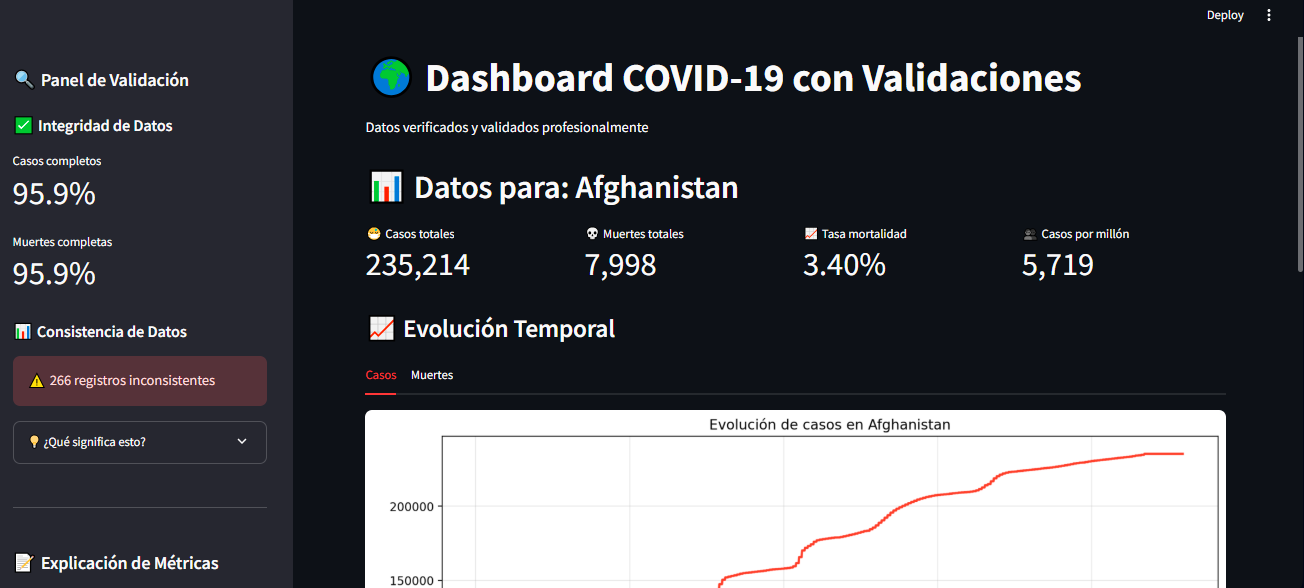 Deploy
🔍 Panel de Validación
✅ Integridad de Datos
Casos completos
95.9%
Muertes completas
95.9%
📊 Consistencia de Datos
⚠️ 266 registros inconsistentes
💡 ¿Qué significa esto?
📝 Explicación de Métricas
🌍 Dashboard COVID-19 con Validaciones
Datos verificados y validados profesionalmente
📊 Datos para: Afghanistan
😷 Casos totales
235,214
💀 Muertes totales
7,998
📈 Tasa mortalidad
3.40%
👥 Casos por millón
5,719
📈 Evolución Temporal
Casos Muertes
Evolución de casos en Afghanistan
200000
150000